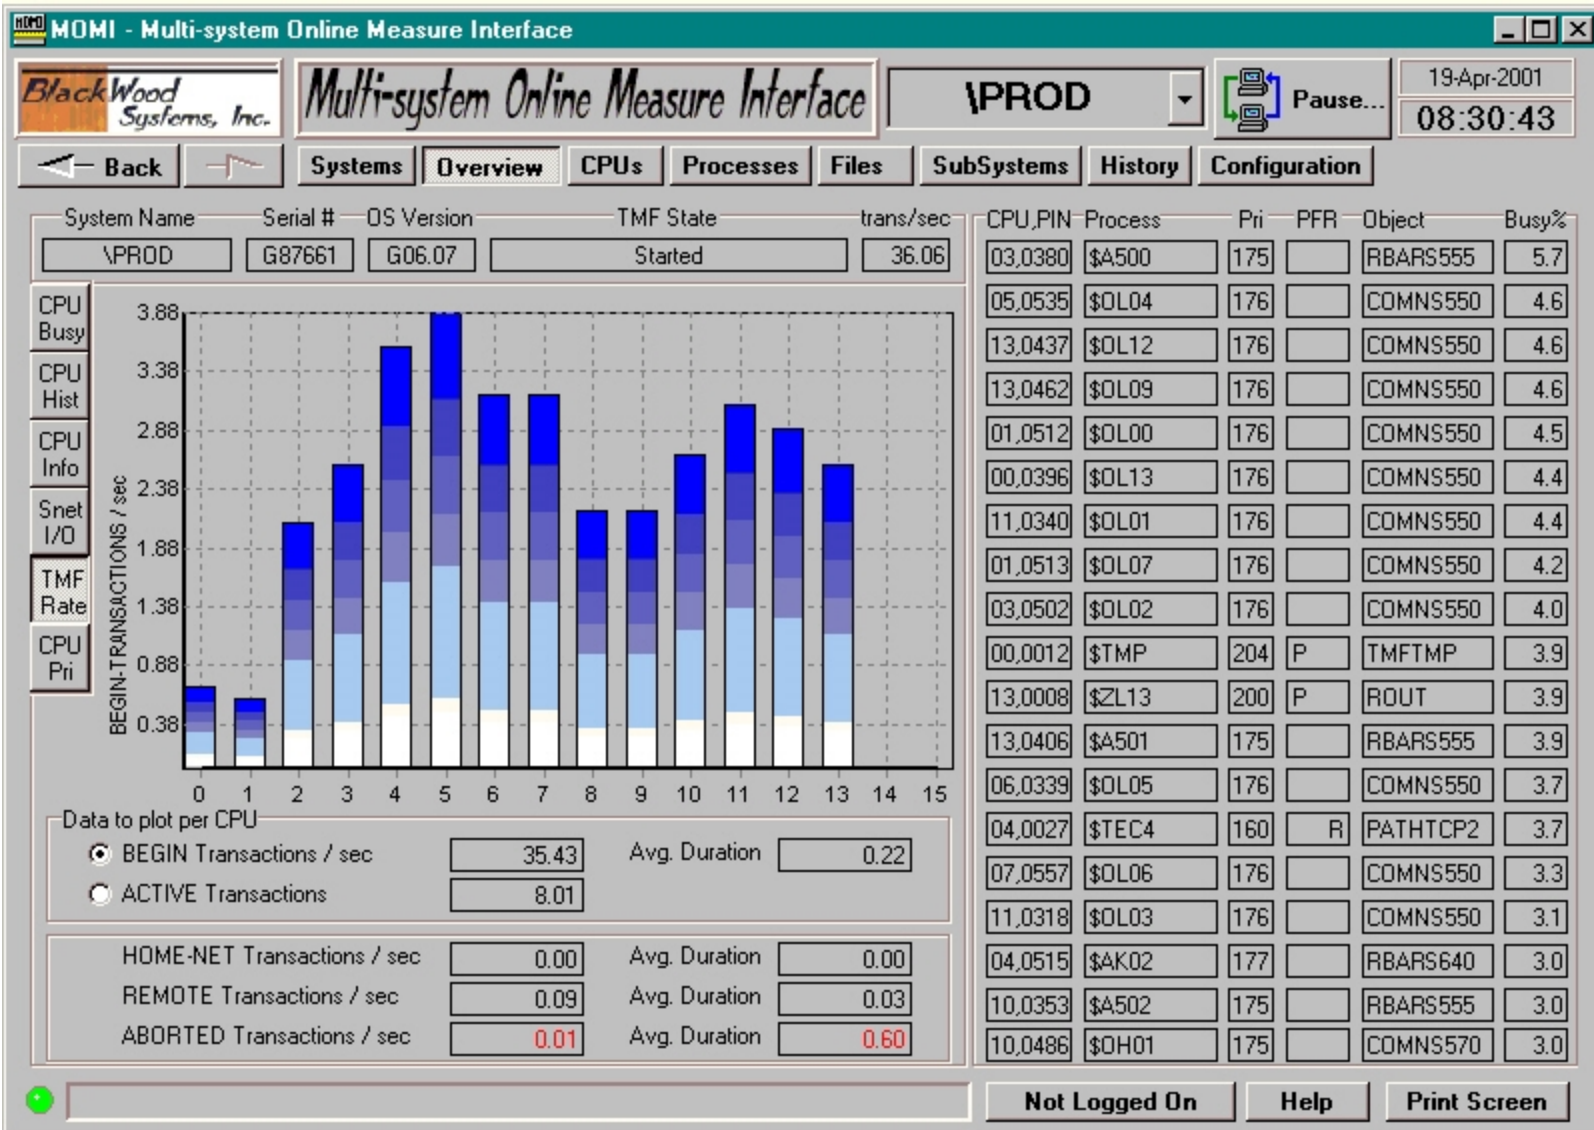 MOMI - Multi-system Online Measure Interface
BlackWood Systems, Inc.
Multi-system Online Measure Interface
\PROD
Pause...
19-Apr-2001
08:30:43
Back
Systems Overview CPUs Processes Files SubSystems History Configuration
System Name Serial # OS Version TMF State trans/sec
\PROD G87661 G06.07 Started 36.06
CPU Busy
CPU Hist
CPU Info
Snet I/O
TMF Rate
CPU Pri
BEGIN-TRANSACTIONS / sec
3.88
3.38
2.88
2.38
1.88
1.38
0.88
0.38
0 1 2 3 4 5 6 7 8 9 10 11 12 13 14 15
Data to plot per CPU
BEGIN Transactions / sec 35.43 Avg. Duration 0.22
ACTIVE Transactions 8.01
HOME-NET Transactions / sec 0.00 Avg. Duration 0.00
REMOTE Transactions / sec 0.09 Avg. Duration 0.03
ABORTED Transactions / sec 0.01 Avg. Duration 0.60
CPU,PIN Process Pri PFR Object Busy%
03,0380 $A500 175 RBARS555 5.7
05,0535 $OL04 176 COMNS550 4.6
13,0437 $OL12 176 COMNS550 4.6
13,0462 $OL09 176 COMNS550 4.6
01,0512 $OL00 176 COMNS550 4.5
00,0396 $OL13 176 COMNS550 4.4
11,0340 $OL01 176 COMNS550 4.4
01,0513 $OL07 176 COMNS550 4.2
03,0502 $OL02 176 COMNS550 4.0
00,0012 $TMP 204 P TMFTMP 3.9
13,0008 $ZL13 200 P ROUT 3.9
13,0406 $A501 175 RBARS555 3.9
06,0339 $OL05 176 COMNS550 3.7
04,0027 $TEC4 160 R PATHTCP2 3.7
07,0557 $OL06 176 COMNS550 3.3
11,0318 $OL03 176 COMNS550 3.1
04,0515 $AK02 177 RBARS640 3.0
10,0353 $A502 175 RBARS555 3.0
10,0486 $OH01 175 COMNS570 3.0
Not Logged On Help Print Screen